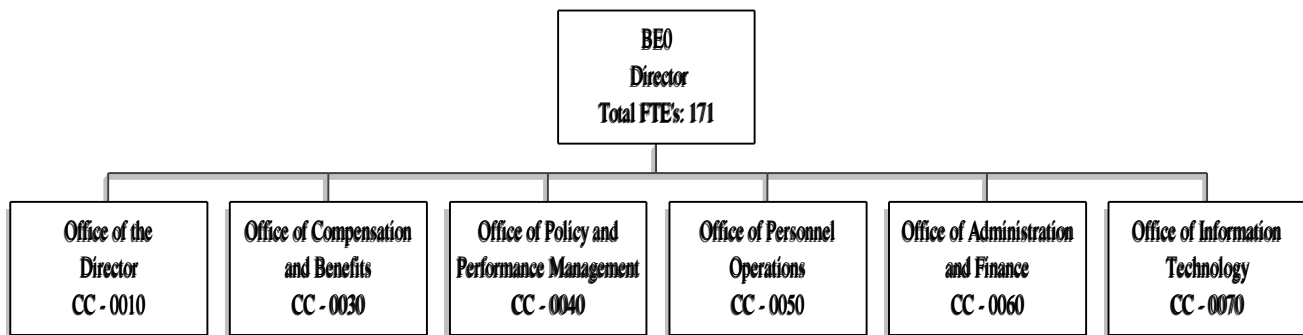 BE0
Director
Total FTE's: 171
Office of the
Director
CC - 0010
Office of Compensation
and Benefits
CC - 0030
Office of Policy and
Performance Management
CC - 0040
Office of Personnel
Operations
CC - 0050
Office of Administration
and Finance
CC - 0060
Office of Information
Technology
CC - 0070